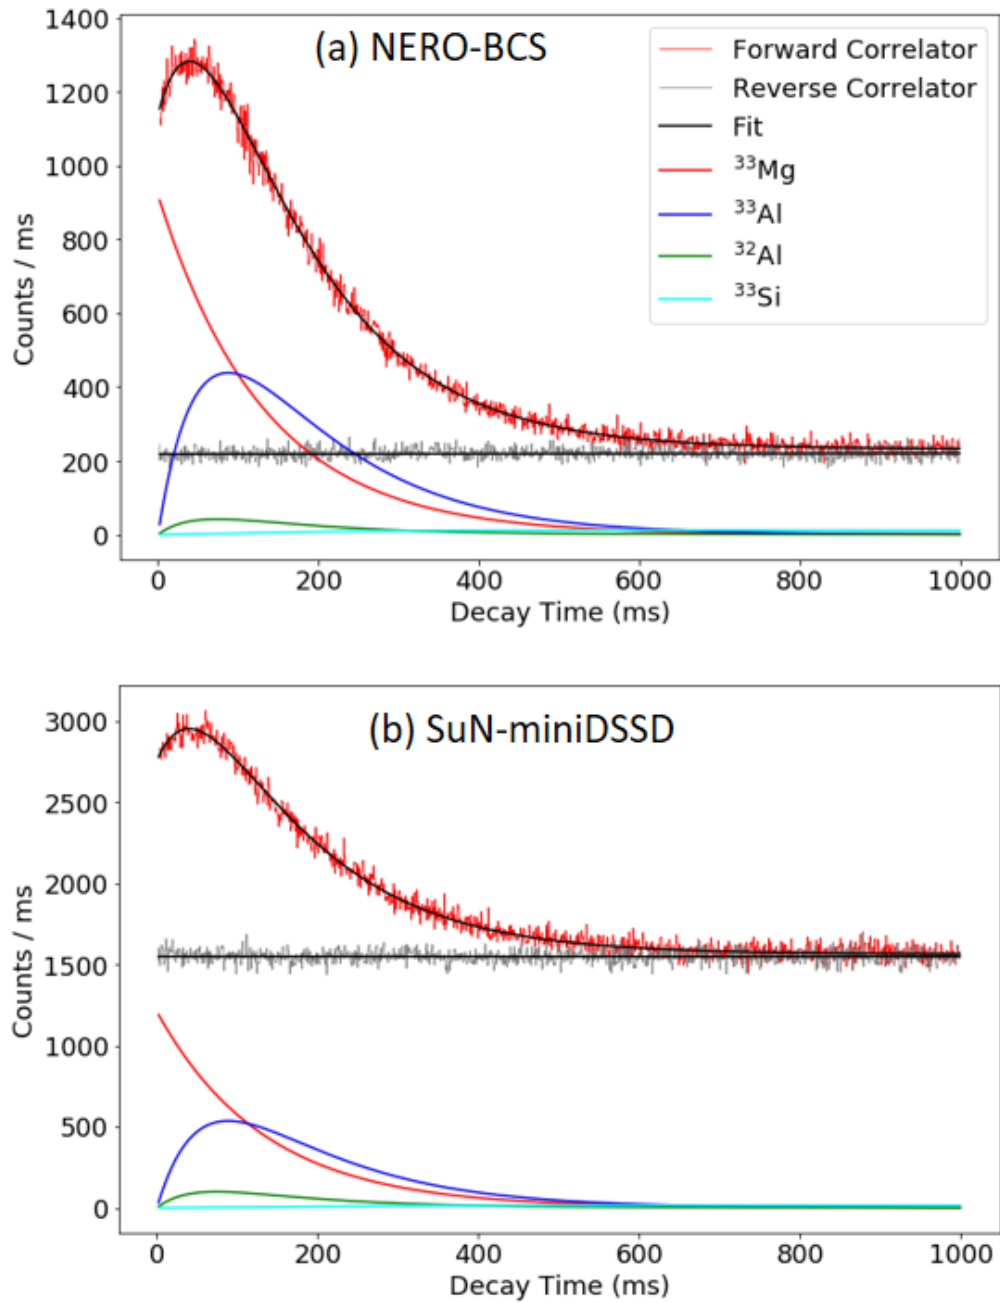 (a) NERO-BCS
Forward Correlator
Reverse Correlator
Fit
³³Mg
³³Al
³²Al
³³Si
1400
1200
1000
800
600
400
200
0
Counts / ms
0 200 400 600 800 1000
Decay Time (ms)
(b) SuN-miniDSSD
3000
2500
2000
1500
1000
500
0
Counts / ms
0 200 400 600 800 1000
Decay Time (ms)